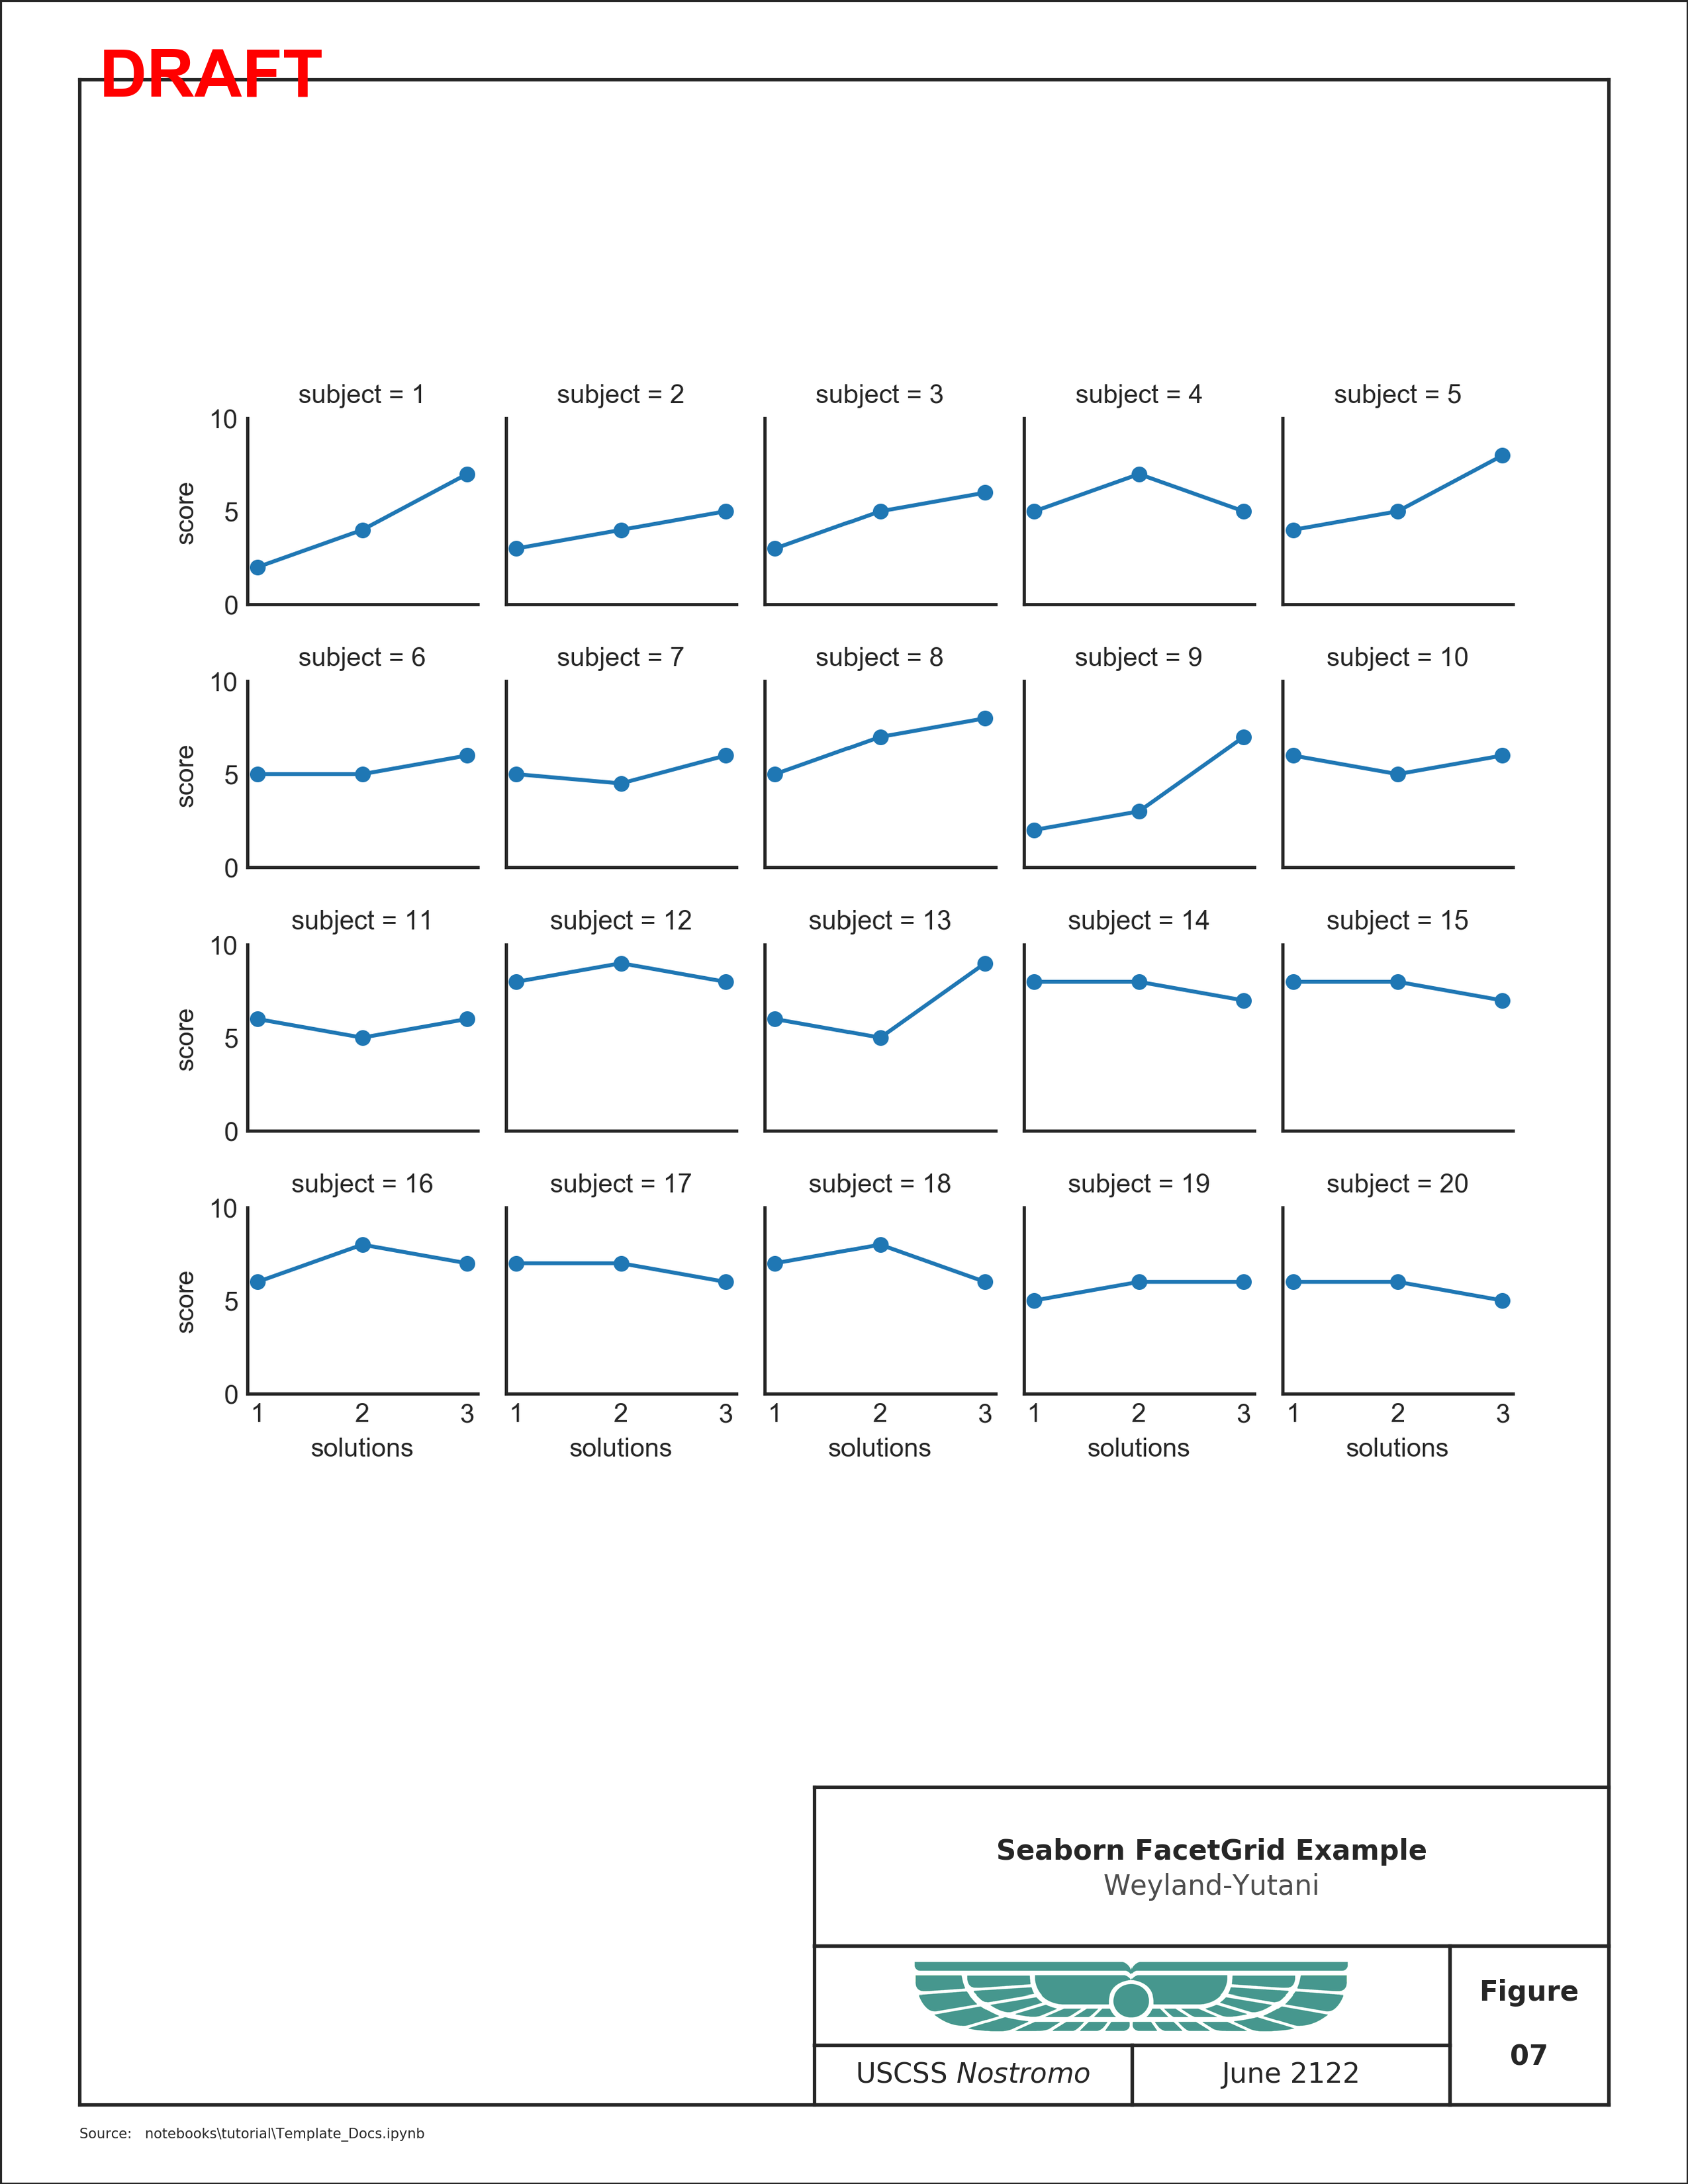 DRAFT
subject = 1 subject = 2 subject = 3 subject = 4 subject = 5
10
score
5
0
subject = 6 subject = 7 subject = 8 subject = 9 subject = 10
10
score
5
0
subject = 11 subject = 12 subject = 13 subject = 14 subject = 15
10
score
5
0
subject = 16 subject = 17 subject = 18 subject = 19 subject = 20
10
score
5
0
1 2 3 1 2 3 1 2 3 1 2 3 1 2 3
solutions solutions solutions solutions solutions
Seaborn FacetGrid Example
Weyland-Yutani
Figure
07
USCSS Nostromo
June 2122
Source: notebooks\tutorial\Template_Docs.ipynb